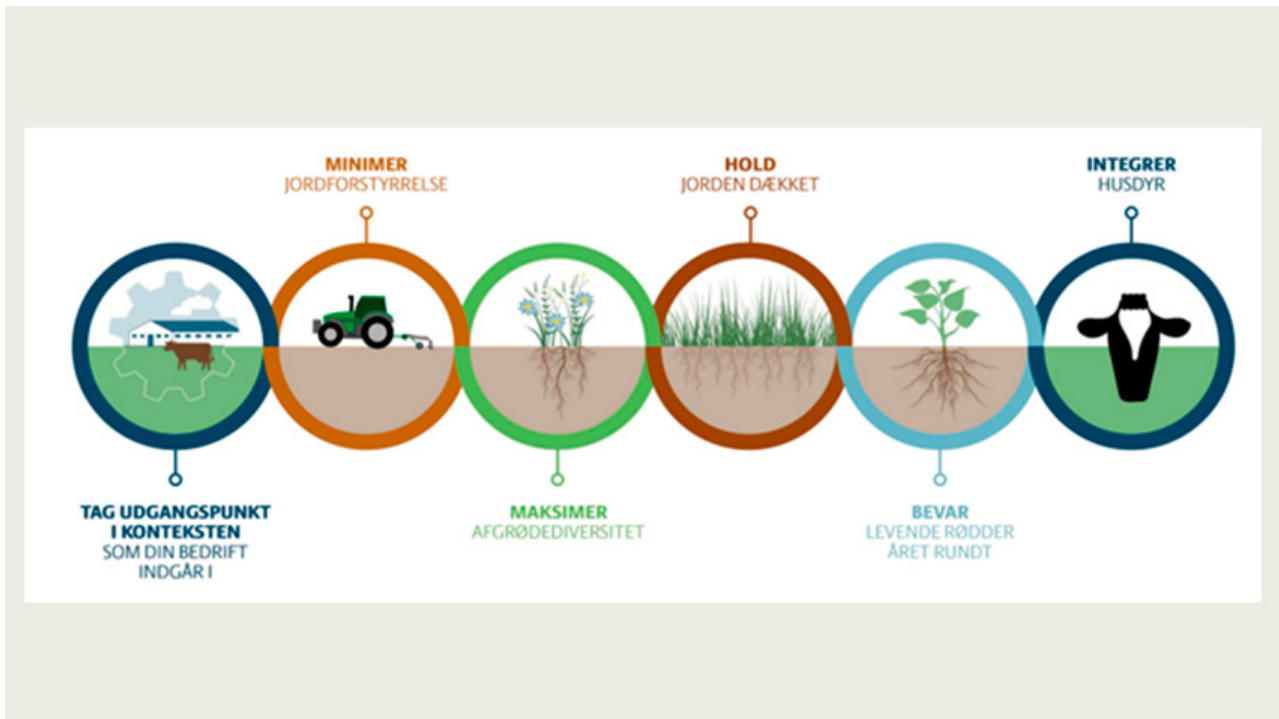 TAG UDGANGSPUNKT
I KONTEKSTEN
SOM DIN BEDRIFT
INDGÅR I
MINIMER
JORDFORSTYRRELSE
MAKSIMER
AFGRØDEDIVERSITET
HOLD
JORDEN DÆKKET
BEVAR
LEVENDE RØDDER
ÅRET RUNDT
INTEGRER
HUSDYR